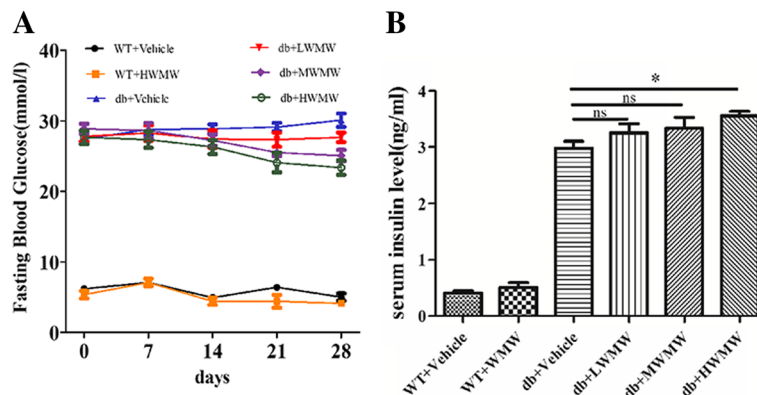 A
WT+Vehicle
WT+HWMW
db+Vehicle
db+LWMW
db+MWMW
db+HWMW
Fasting Blood Glucose(mmol/l)
40
30
20
10
0
0 7 14 21 28
days
B
*
ns
ns
serum insulin level(ng/ml)
4
3
2
1
0
WT+Vehicle
WT+WMW
db+Vehicle
db+LWMW
db+MWMW
db+HWMW